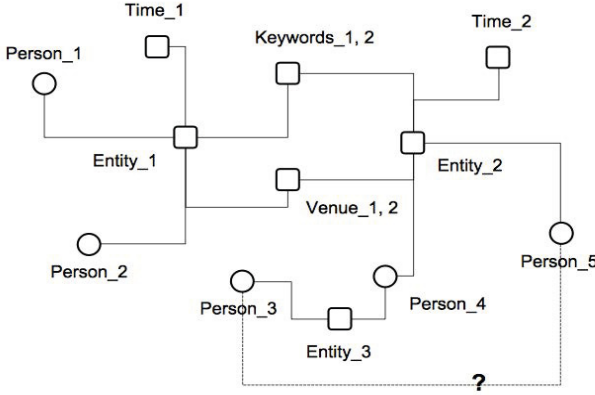 Time_1
Time_2
Keywords_1, 2
Person_1
Entity_1
Entity_2
Venue_1, 2
Person_2
Person_5
Person_3
Person_4
Entity_3
?